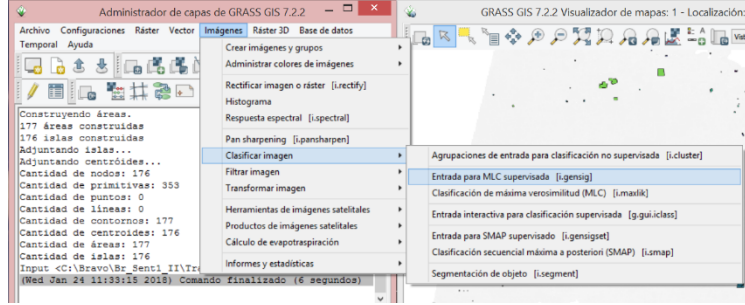 Administrador de capas de GRASS GIS 7.2.2
GRASS GIS 7.2.2 Visualizador de mapas: 1 - Localización:
Archivo Configuraciones Ráster Vector Imágenes Ráster 3D Base de datos
Temporal Ayuda
Crear imágenes y grupos
Administrar colores de imágenes
Rectificar imagen o ráster [i.rectify]
Histograma
Respuesta espectral [i.spectral]
Pan sharpening [i.pansharpen]
Clasificar imagen
Filtrar imagen
Transformar imagen
Herramientas de imágenes satelitales
Productos de imágenes satelitales
Cálculo de evapotraspiración
Informes y estadísticas
Agrupaciones de entrada para clasificación no supervisada [i.cluster]
Entrada para MLC supervisada [i.gensig]
Clasificación de máxima verosimilitud (MLC) [i.maxlik]
Entrada interactiva para clasificación supervisada [g.gui.iclass]
Entrada para SMAP supervisado [i.gensigset]
Clasificación secuencial máxima a posteriori (SMAP) [i.smap]
Segmentación de objeto [i.segment]
Construyendo áreas.
177 áreas construidas
176 islas construidas
Adjuntando islas...
Adjuntando centróides...
Cantidad de nodos: 176
Cantidad de primitivas: 353
Cantidad de puntos: 0
Cantidad de líneas: 0
Cantidad de contornos: 177
Cantidad de centroides: 176
Cantidad de áreas: 177
Cantidad de islas: 176
Input <C:\Bravo\Br_Senti_II\Tr
(Wed Jan 24 11:33:15 2018) Comando finalizado (6 segundos)